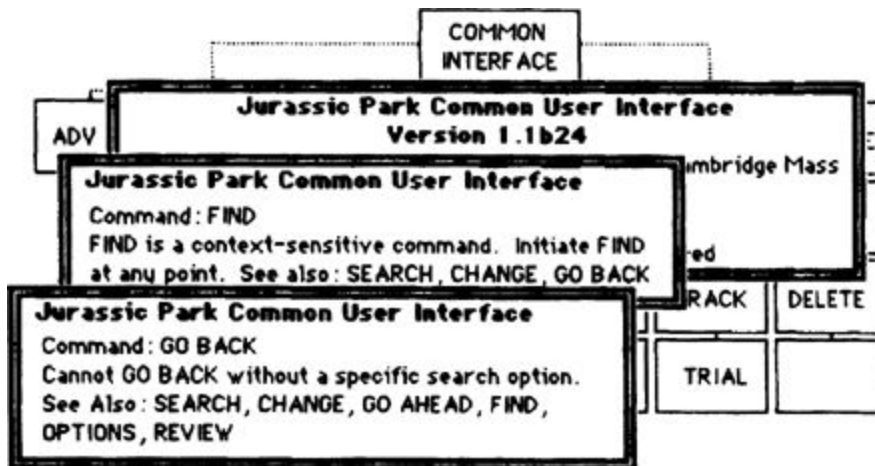 COMMON
INTERFACE
Jurassic Park Common User Interface
Version 1.1b24
ADV
Mass
Jurassic Park Common User Interface
Command: FIND
FIND is a context-sensitive command. Initiate FIND
at any point. See also: SEARCH, CHANGE, GO BACK
RACK
DELETE
Jurassic Park Common User Interface
Command: GO BACK
Cannot GO BACK without a specific search option.
See Also: SEARCH, CHANGE, GO AHEAD, FIND,
OPTIONS, REVIEW
TRIAL